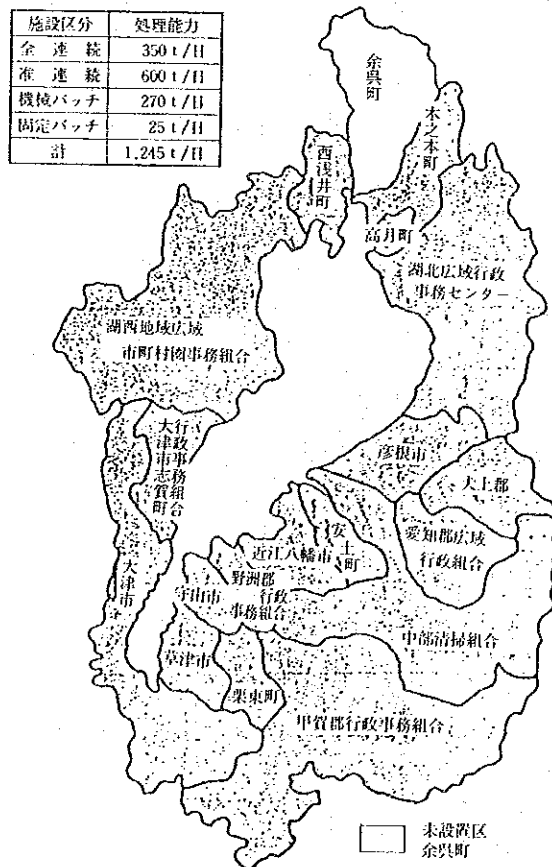 施設区分 処理能力
全連続 350t/日
准連続 600t/日
機械バッチ 270t/日
固定バッチ 25t/日
計 1,245t/日
余呉町
木之本町
西浅井町
高月町
湖北広域行政
事務センター
湖西地域広域
市町村圏事務組合
大津市志賀町
行政事務組合
彦根市
犬上郡
愛知郡広域
行政組合
安土町
近江八幡市
大津市
守山市
野洲郡
行政
事務組合
中部清掃組合
草津市
栗東町
甲賀郡行政事務組合
未設置区
余呉町